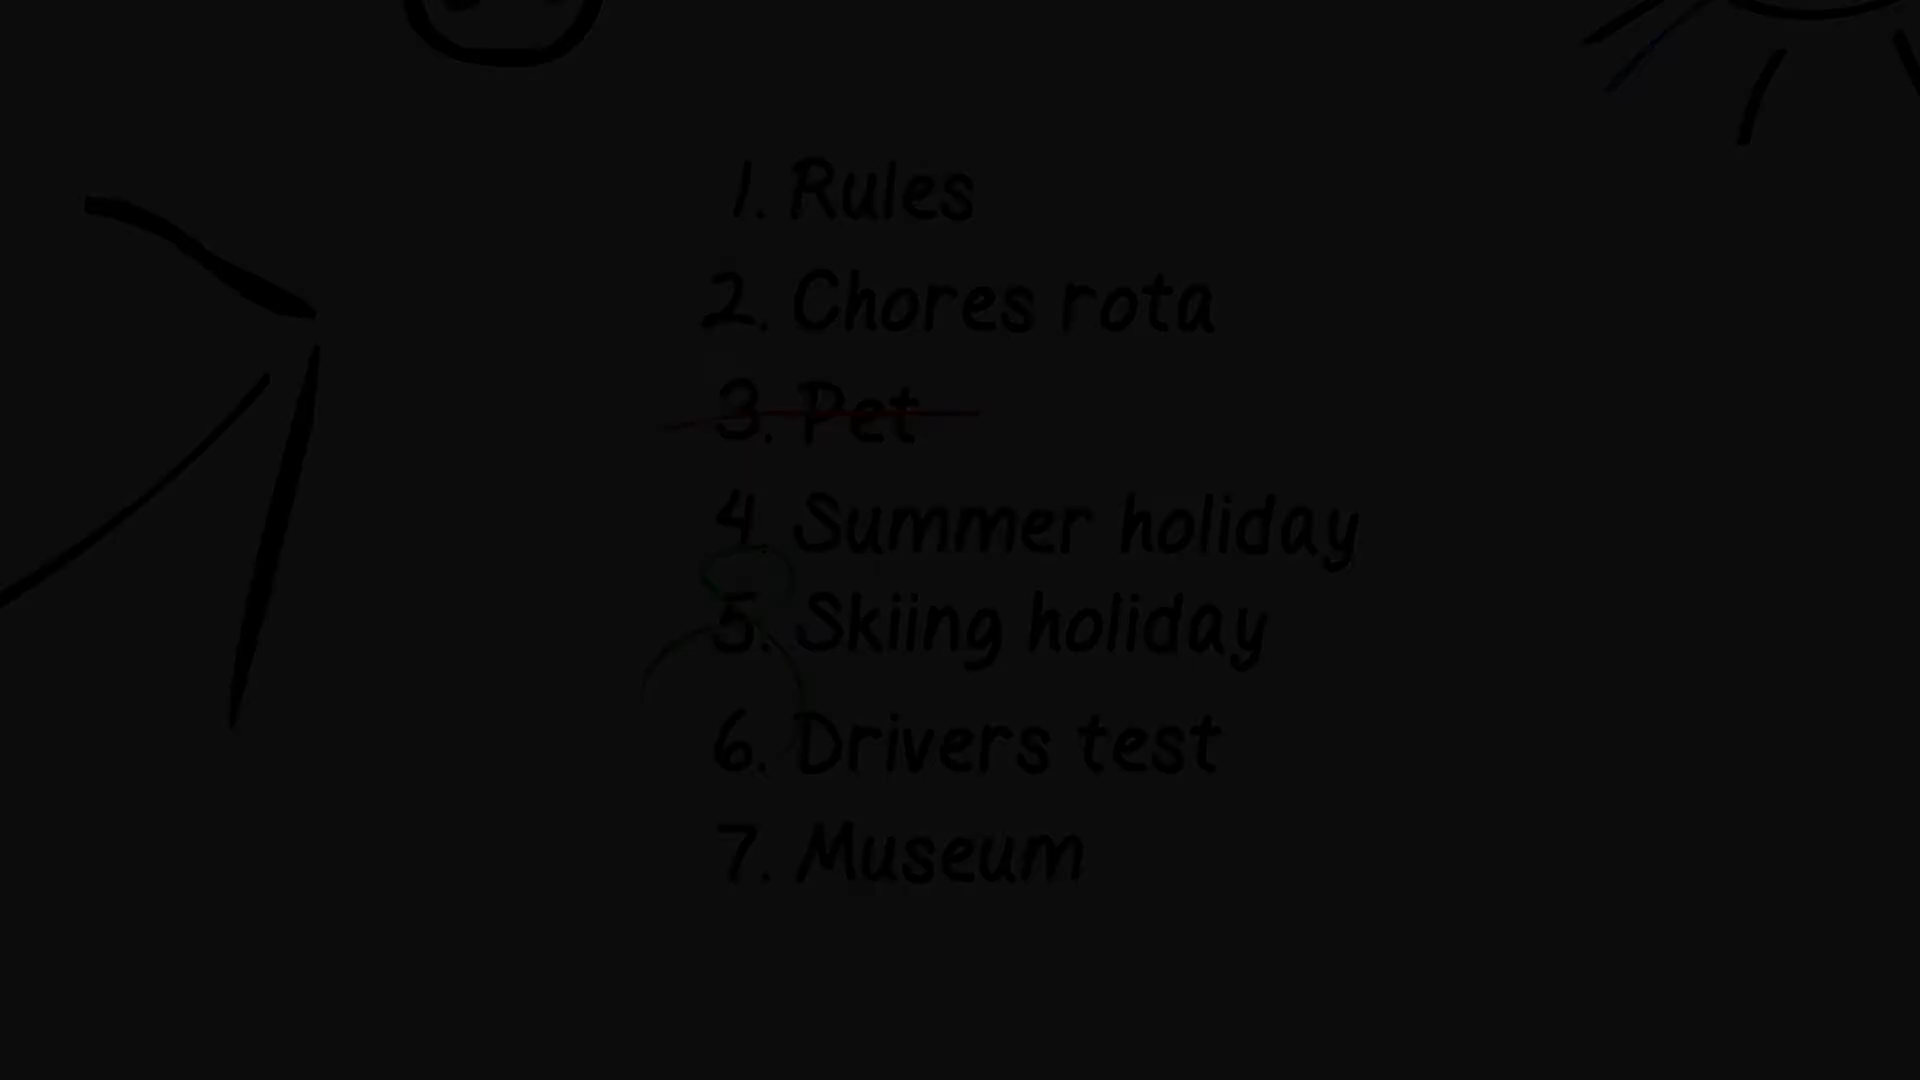 1. Rules
2. Chores rota
3. Pet
4. Summer holiday
5. Skiing holiday
6. Drivers test
7. Museum